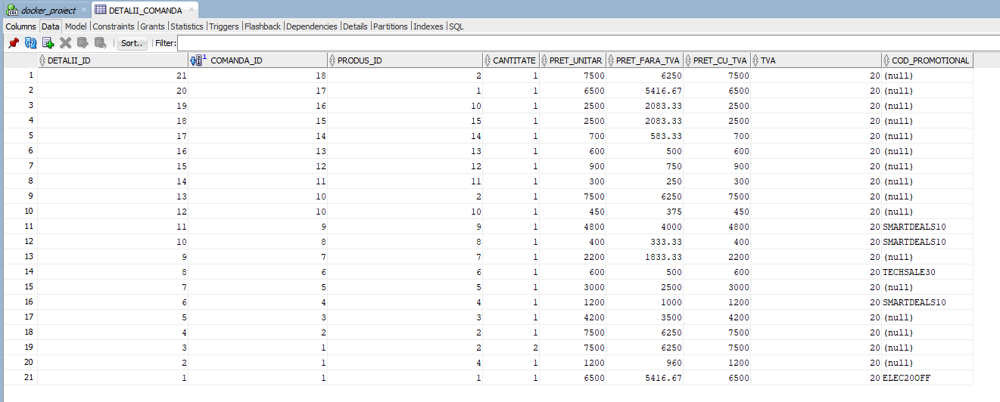 docker_proiect × DETALII_COMANDA ×
Columns Data Model Constraints Grants Statistics Triggers Flashback Dependencies Details Partitions Indexes SQL
Sort.. Filter:
DETALII_ID COMANDA_ID PRODUS_ID CANTITATE PRET_UNITAR PRET_FARA_TVA PRET_CU_TVA TVA COD_PROMOTIONAL
1 21 18 2 1 7500 6250 7500 20 (null)
2 20 17 1 1 6500 5416.67 6500 20 (null)
3 19 16 10 1 2500 2083.33 2500 20 (null)
4 18 15 15 1 2500 2083.33 2500 20 (null)
5 17 14 14 1 700 583.33 700 20 (null)
6 16 13 13 1 600 500 600 20 (null)
7 15 12 12 1 900 750 900 20 (null)
8 14 11 11 1 300 250 300 20 (null)
9 13 10 2 1 7500 6250 7500 20 (null)
10 12 10 10 1 450 375 450 20 (null)
11 11 9 9 1 4800 4000 4800 20 SMARTDEALS10
12 10 8 8 1 400 333.33 400 20 SMARTDEALS10
13 9 7 7 1 2200 1833.33 2200 20 (null)
14 8 6 6 1 600 500 600 20 TECHSALE30
15 7 5 5 1 3000 2500 3000 20 (null)
16 6 4 4 1 1200 1000 1200 20 SMARTDEALS10
17 5 3 3 1 4200 3500 4200 20 (null)
18 4 2 2 1 7500 6250 7500 20 (null)
19 3 1 2 2 7500 6250 7500 20 (null)
20 2 1 4 1 1200 960 1200 20 (null)
21 1 1 1 1 6500 5416.67 6500 20 ELEC20OFF